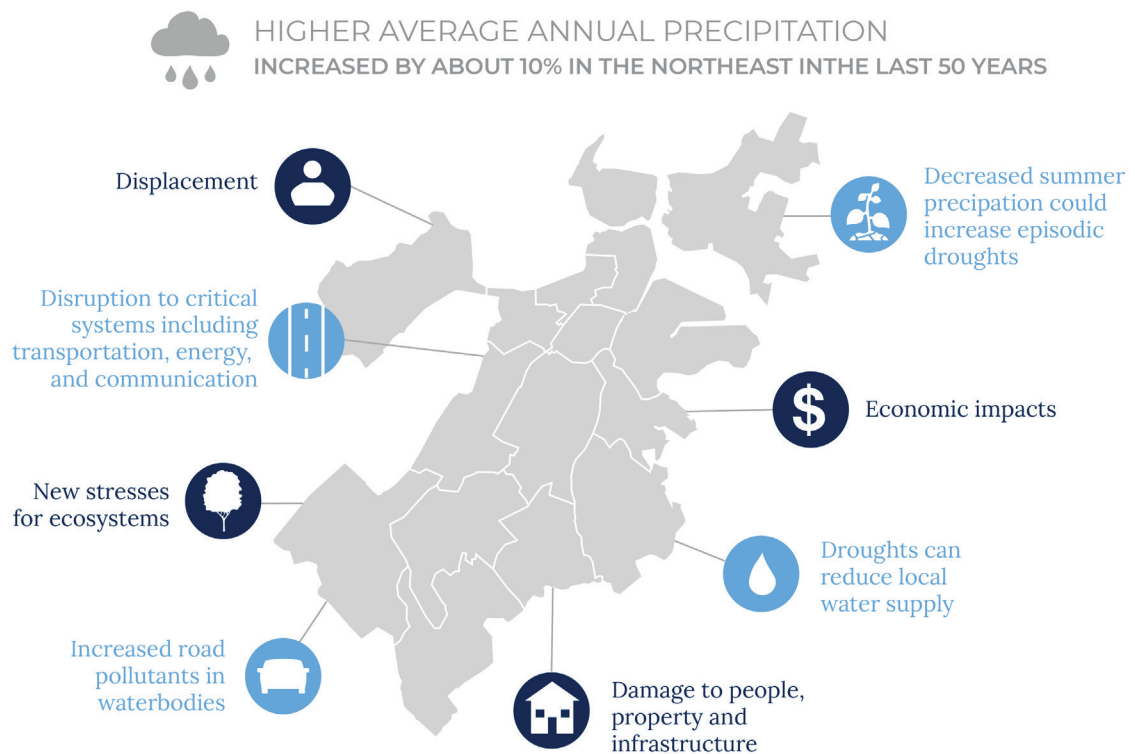 HIGHER AVERAGE ANNUAL PRECIPITATION
INCREASED BY ABOUT 10% IN THE NORTHEAST INTHE LAST 50 YEARS
Displacement
Decreased summer
precipation could
increase episodic
droughts
Disruption to critical
systems including
transportation, energy,
and communication
$
Economic impacts
New stresses
for ecosystems
Droughts can
reduce local
water supply
Increased road
pollutants in
waterbodies
Damage to people,
property and
infrastructure